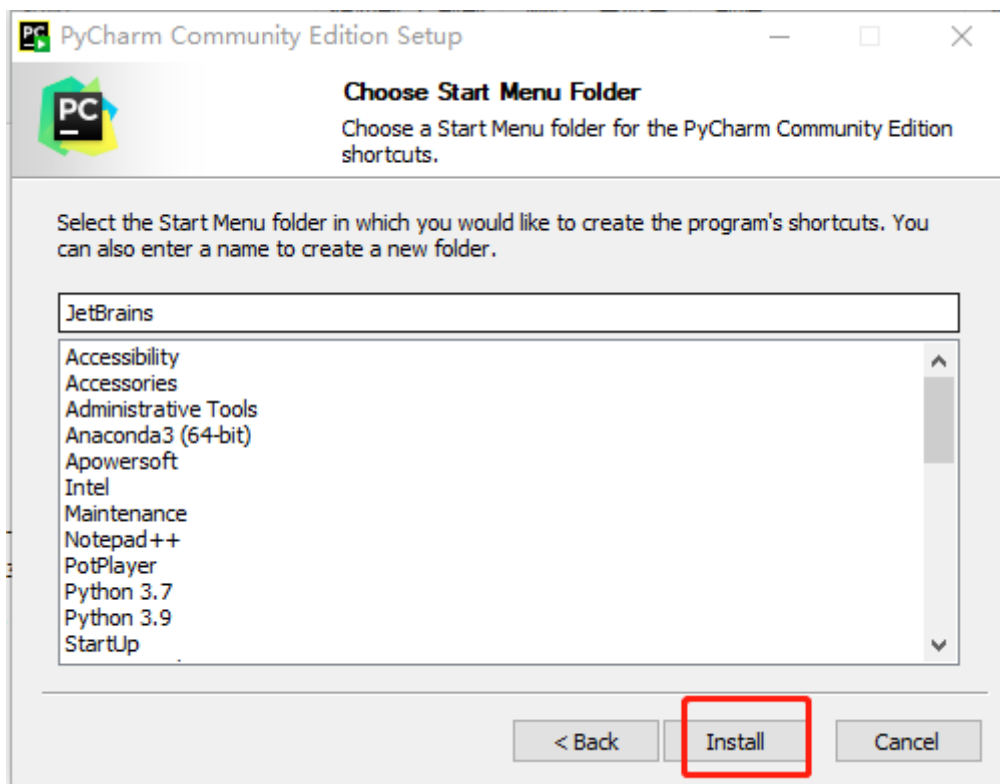 PyCharm Community Edition Setup
PC
Choose Start Menu Folder
Choose a Start Menu folder for the PyCharm Community Edition
shortcuts.
Select the Start Menu folder in which you would like to create the program's shortcuts. You
can also enter a name to create a new folder.
JetBrains
Accessibility
Accessories
Administrative Tools
Anaconda3 (64-bit)
Apowersoft
Intel
Maintenance
Notepad++
PotPlayer
Python 3.7
Python 3.9
StartUp
< Back
Install
Cancel